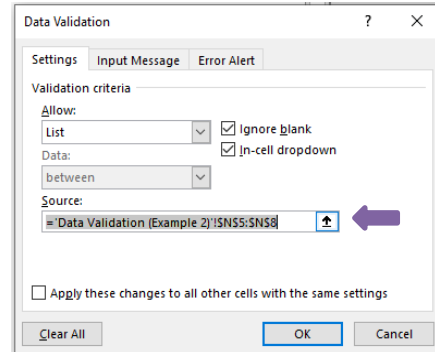 Data Validation ? ×
Settings Input Message Error Alert
Validation criteria
Allow:
List
Ignore blank
In-cell dropdown
Data:
between
Source:
='Data Validation (Example 2)'!$N$5:$N$8
Apply these changes to all other cells with the same settings
Clear All OK Cancel